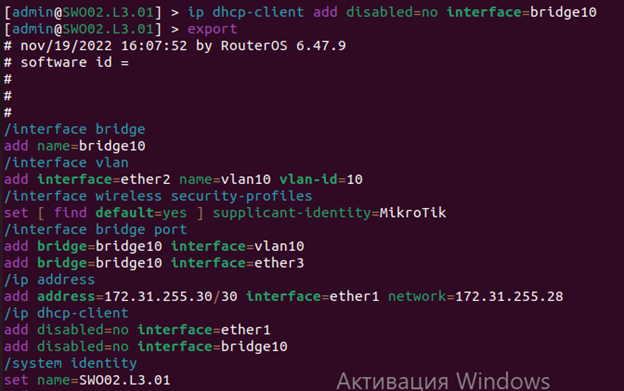 [admin@SWO02.L3.01] > ip dhcp-client add disabled=no interface=bridge10
[admin@SWO02.L3.01] > export
# nov/19/2022 16:07:52 by RouterOS 6.47.9
# software id =
#
#
#
/interface bridge
add name=bridge10
/interface vlan
add interface=ether2 name=vlan10 vlan-id=10
/interface wireless security-profiles
set [ find default=yes ] supplicant-identity=MikroTik
/interface bridge port
add bridge=bridge10 interface=vlan10
add bridge=bridge10 interface=ether3
/ip address
add address=172.31.255.30/30 interface=ether1 network=172.31.255.28
/ip dhcp-client
add disabled=no interface=ether1
add disabled=no interface=bridge10
/system identity
set name=SWO02.L3.01
Активация Windows